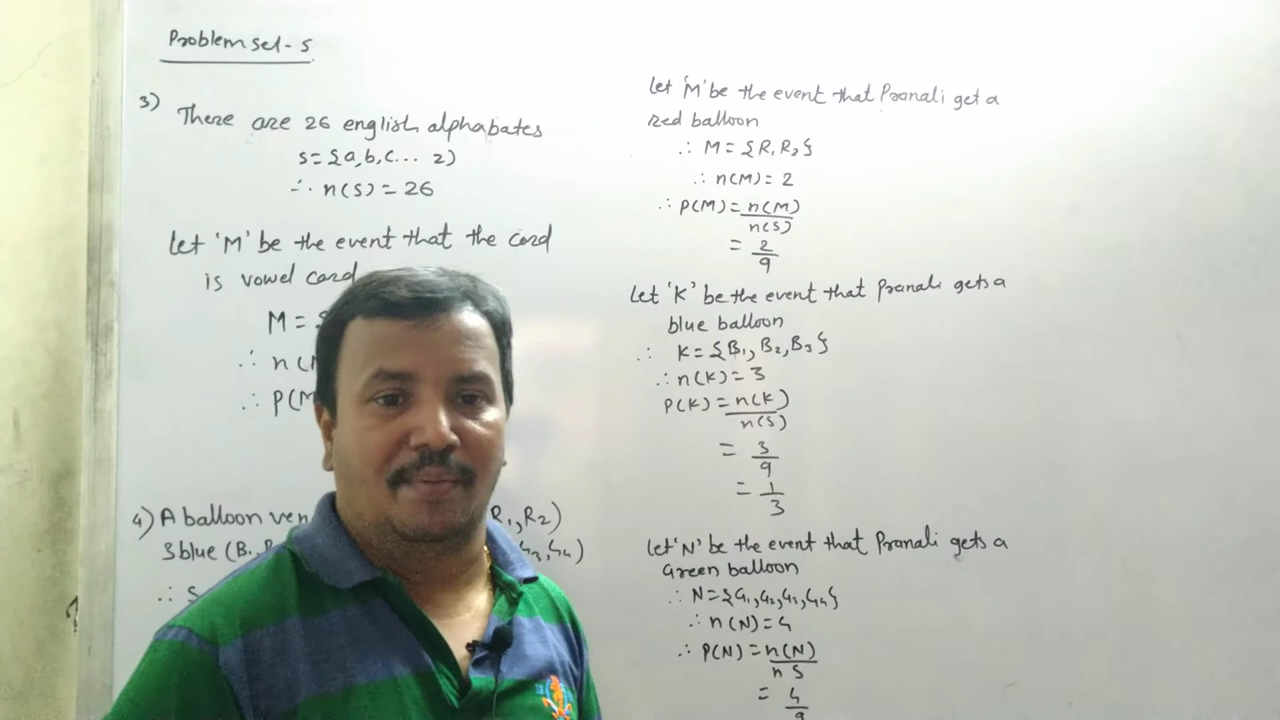 Problem set - 5
3)
There are 26 english alphabates
S={a,b,c... z)
∴ n(S) = 26
Let 'M' be the event that the card
is vowel card
M = {
∴ n(
∴ P(M
4) A balloon ven R1, R2)
3 blue (B1, G3, G4)
∴ S
Let 'M' be the event that Pranali get a
red balloon
∴ M = {R1 R2}
∴ n(M) = 2
∴ P(M) = n(M)
n(S)
= 2
9
Let 'K' be the event that Pranali gets a
blue balloon
∴ K = {B1, B2, B3}
∴ n(K) = 3
P(K) = n(K)
n(S)
= 3
9
= 1
3
Let 'N' be the event that Pranali gets a
Green balloon
∴ N = {G1, G2, G3, G4}
∴ n(N) = 4
∴ P(N) = n(N)
n S
= 4
9